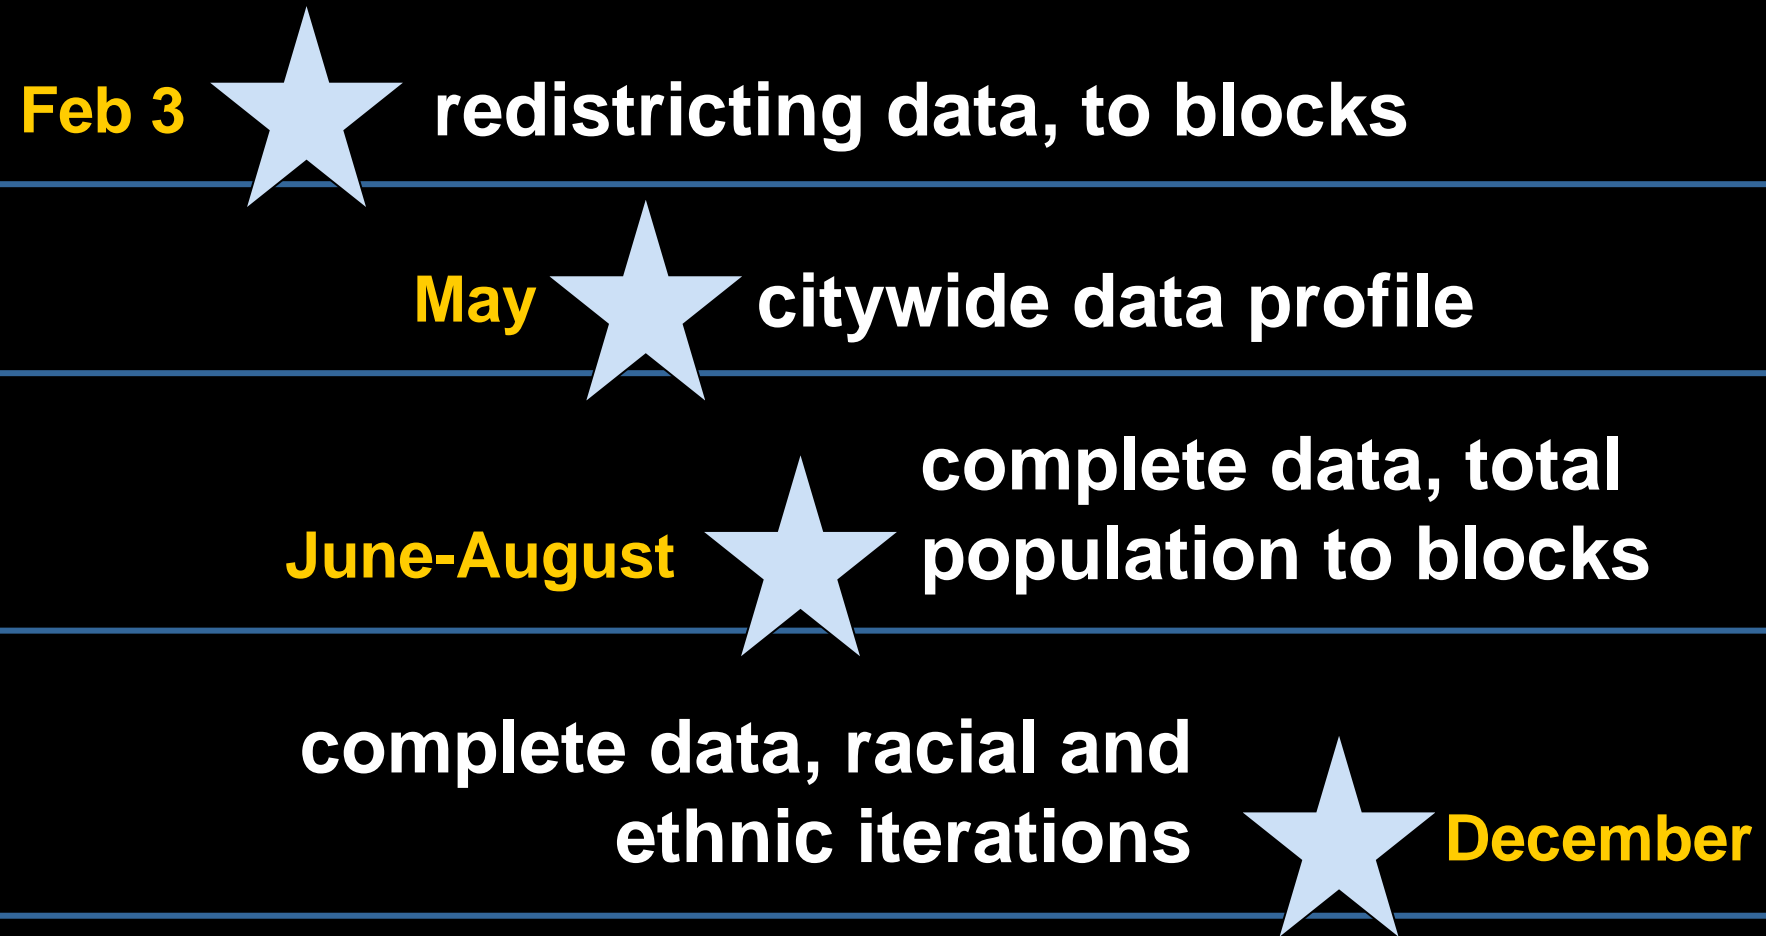 Feb 3 redistricting data, to blocks
May citywide data profile
complete data, total
June-August population to blocks
complete data, racial and
ethnic iterations December